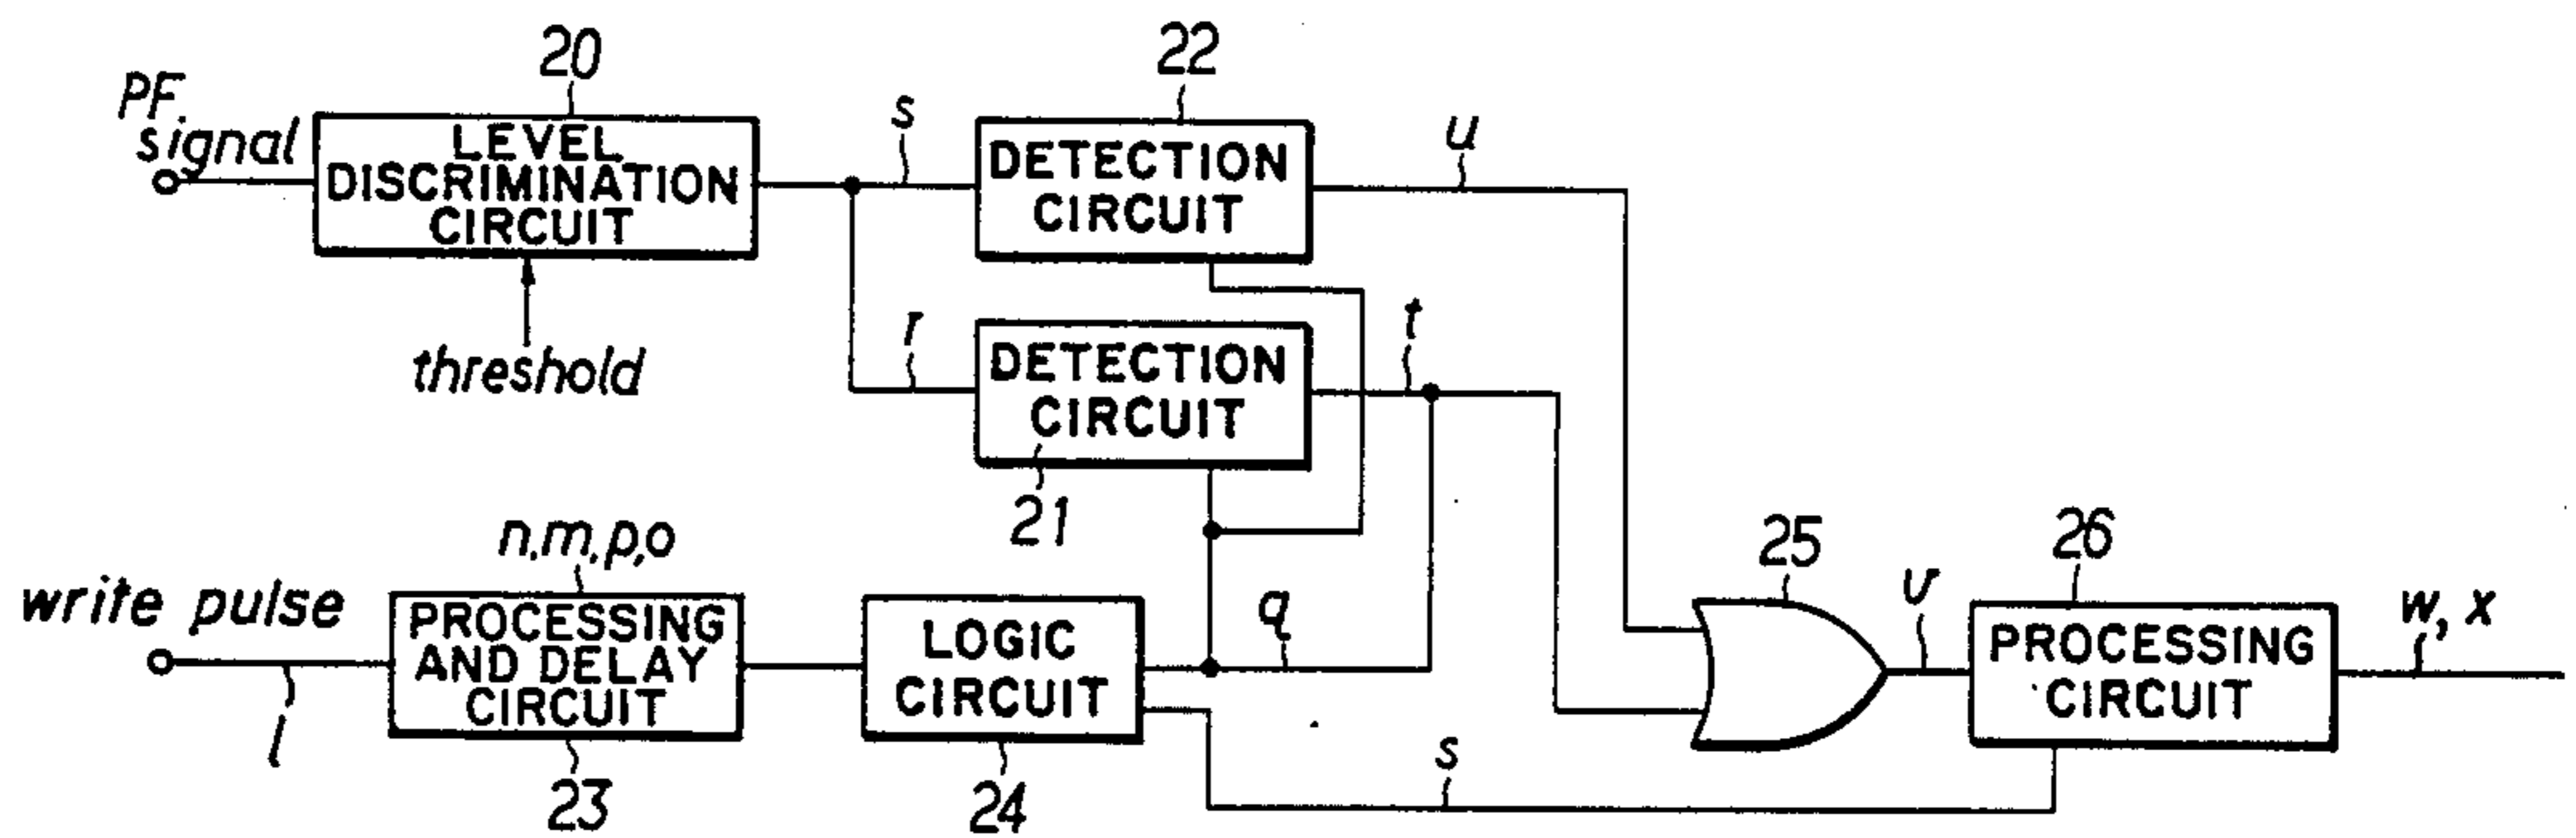 20
22
PF
signal
LEVEL
DISCRIMINATION
CIRCUIT
s
DETECTION
CIRCUIT
u
threshold
r
DETECTION
CIRCUIT
t
21
n,m,p,o
write pulse
PROCESSING
AND DELAY
CIRCUIT
LOGIC
CIRCUIT
q
25
v
26
PROCESSING
CIRCUIT
w, x
l
23
24
s